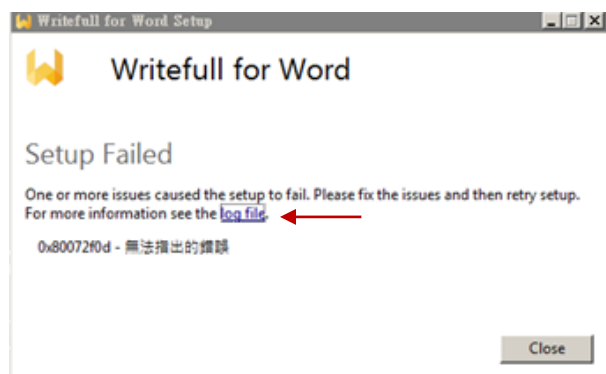 Writefull for Word Setup
Writefull for Word
Setup Failed
One or more issues caused the setup to fail. Please fix the issues and then retry setup.
For more information see the log file.
0x80072f0d - 無法指出的錯誤
Close